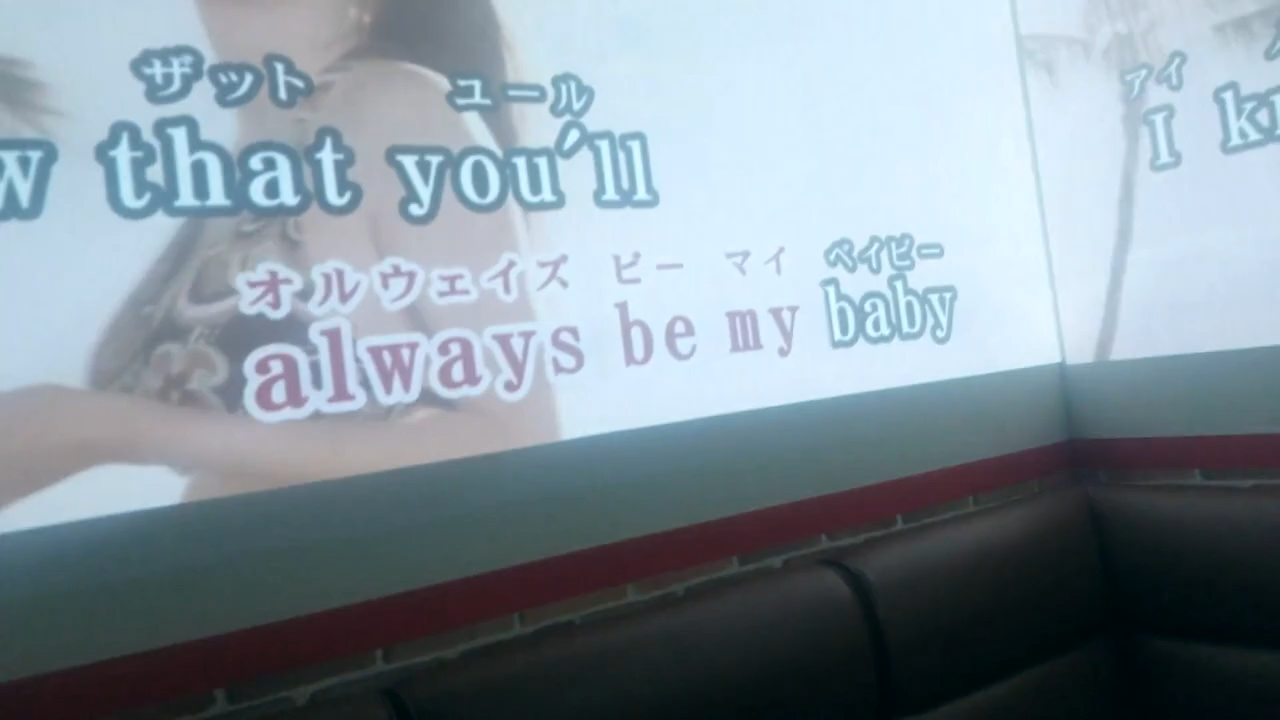 ザット ユール
w that you'll
オルウェイズ ビー マイ ベイビー
always be my baby
アイ
I